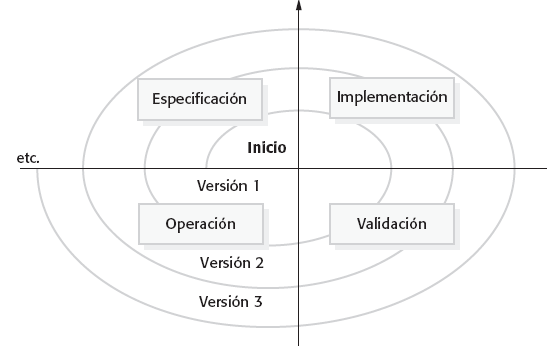 Especificación
Implementación
Inicio
etc.
Versión 1
Operación
Validación
Versión 2
Versión 3